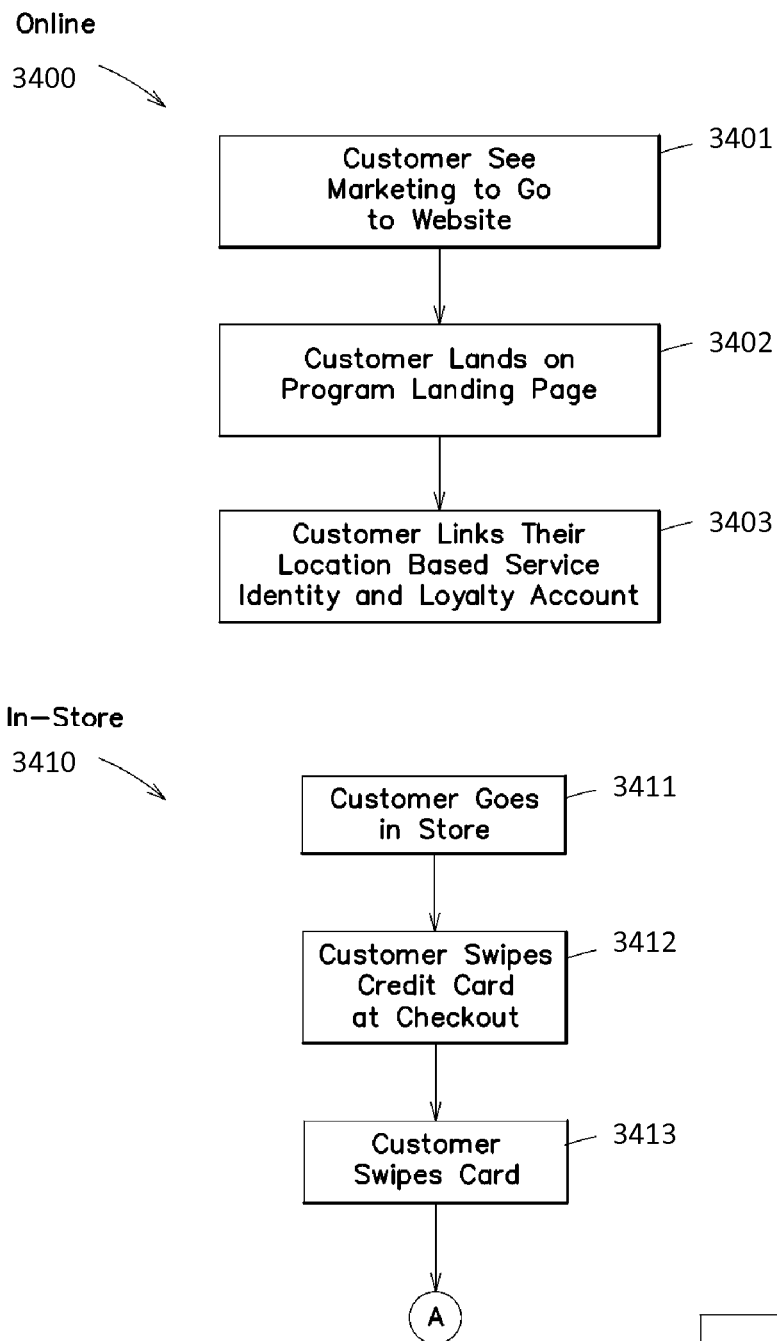 Online
3400
3401
Customer See
Marketing to Go
to Website
3402
Customer Lands on
Program Landing Page
3403
Customer Links Their
Location Based Service
Identity and Loyalty Account
In-Store
3410
3411
Customer Goes
in Store
3412
Customer Swipes
Credit Card
at Checkout
3413
Customer
Swipes Card
A